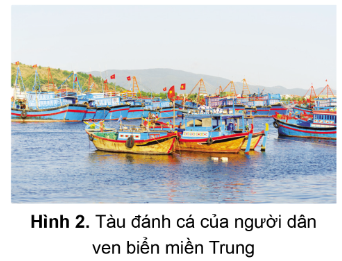 Hình 2. Tàu đánh cá của người dân
ven biển miền Trung